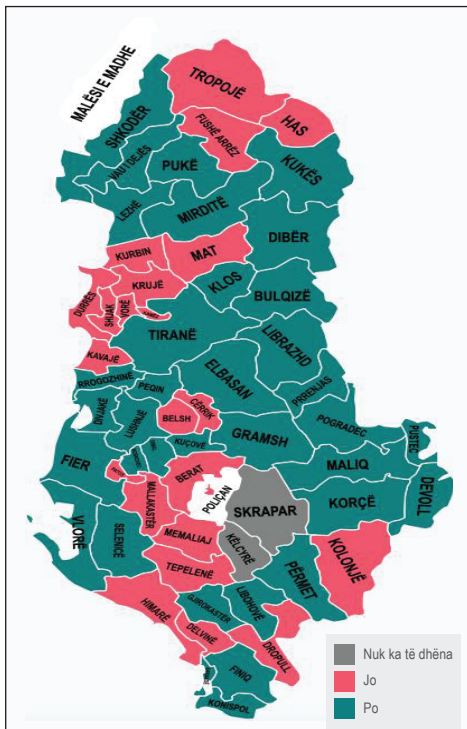 MALËSI E MADHE
TROPOJË
SHKODËR
HAS
FUSHË ARRËZ
VAU I DEJËS
PUKË
KUKËS
LEZHË
MIRDITË
DIBËR
KURBIN
MAT
KRUJË
KLOS
BULQIZË
DURRËS
SHIJAK
VORË
KAMËZ
TIRANË
LIBRAZHD
KAVAJË
ELBASAN
RROGOZHINË
PEQIN
PRRENJAS
CËRRIK
BELSH
DIVJAKË
LUSHNJË
POGRADEC
PUSTEC
GRAMSH
KUÇOVË
FIER
MALIQ
BERAT
POLIÇAN
DEVOLL
MALLAKASTËR
SKRAPAR
KORÇË
VLORË
SELENICË
MEMALIAJ
KËLCYRË
KOLONJË
TEPELENË
PËRMET
HIMARË
GJIROKASTËR
LIBOHOVË
DELVINË
DROPULL
FINIQ
KONISPOL
Nuk ka të dhëna
Jo
Po